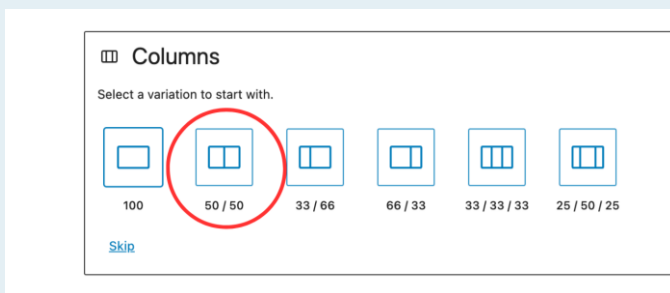 Columns
Select a variation to start with.
100 50 / 50 33 / 66 66 / 33 33 / 33 / 33 25 / 50 / 25
Skip